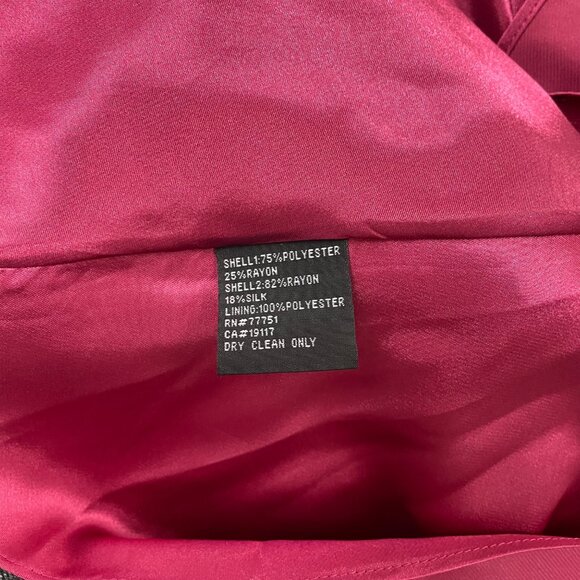 SHELL1:75%POLYESTER
25%RAYON
SHELL2:82%RAYON
18%SILK
LINING:100%POLYESTER
RN#77751
CA#19117
DRY CLEAN ONLY